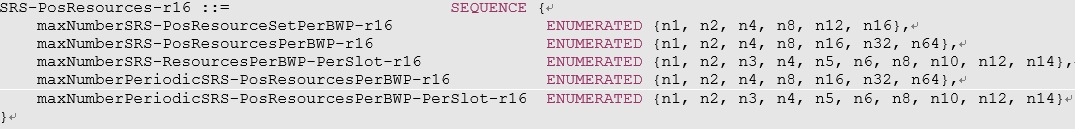 SRS-PosResources-r16 ::= SEQUENCE {
maxNumberSRS-PosResourceSetPerBWP-r16 ENUMERATED {n1, n2, n4, n8, n12, n16},
maxNumberSRS-PosResourcesPerBWP-r16 ENUMERATED {n1, n2, n4, n8, n16, n32, n64},
maxNumberSRS-ResourcesPerBWP-PerSlot-r16 ENUMERATED {n1, n2, n3, n4, n5, n6, n8, n10, n12, n14},
maxNumberPeriodicSRS-PosResourcesPerBWP-r16 ENUMERATED {n1, n2, n4, n8, n16, n32, n64},
maxNumberPeriodicSRS-PosResourcesPerBWP-PerSlot-r16 ENUMERATED {n1, n2, n3, n4, n5, n6, n8, n10, n12, n14}
}